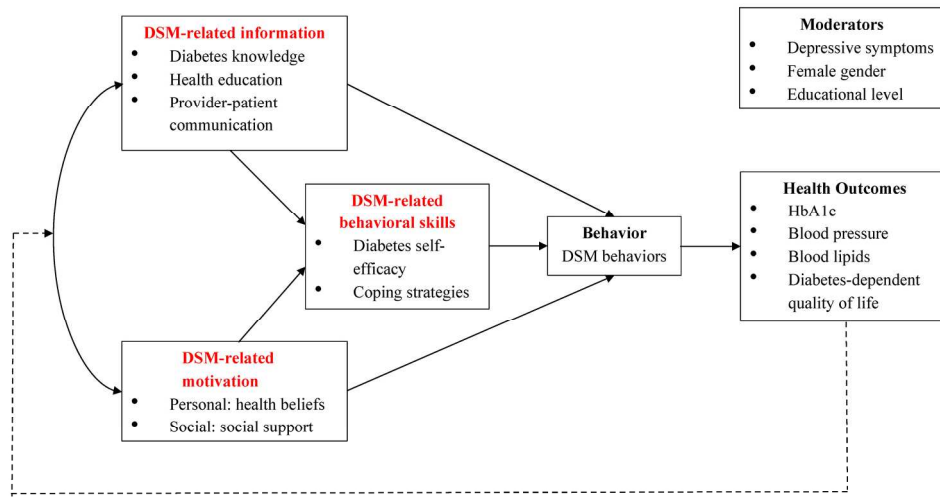 DSM-related information
• Diabetes knowledge
• Health education
• Provider-patient
communication
Moderators
• Depressive symptoms
• Female gender
• Educational level
DSM-related
behavioral skills
• Diabetes self-
efficacy
• Coping strategies
Behavior
DSM behaviors
Health Outcomes
• HbA1c
• Blood pressure
• Blood lipids
• Diabetes-dependent
quality of life
DSM-related
motivation
• Personal: health beliefs
• Social: social support